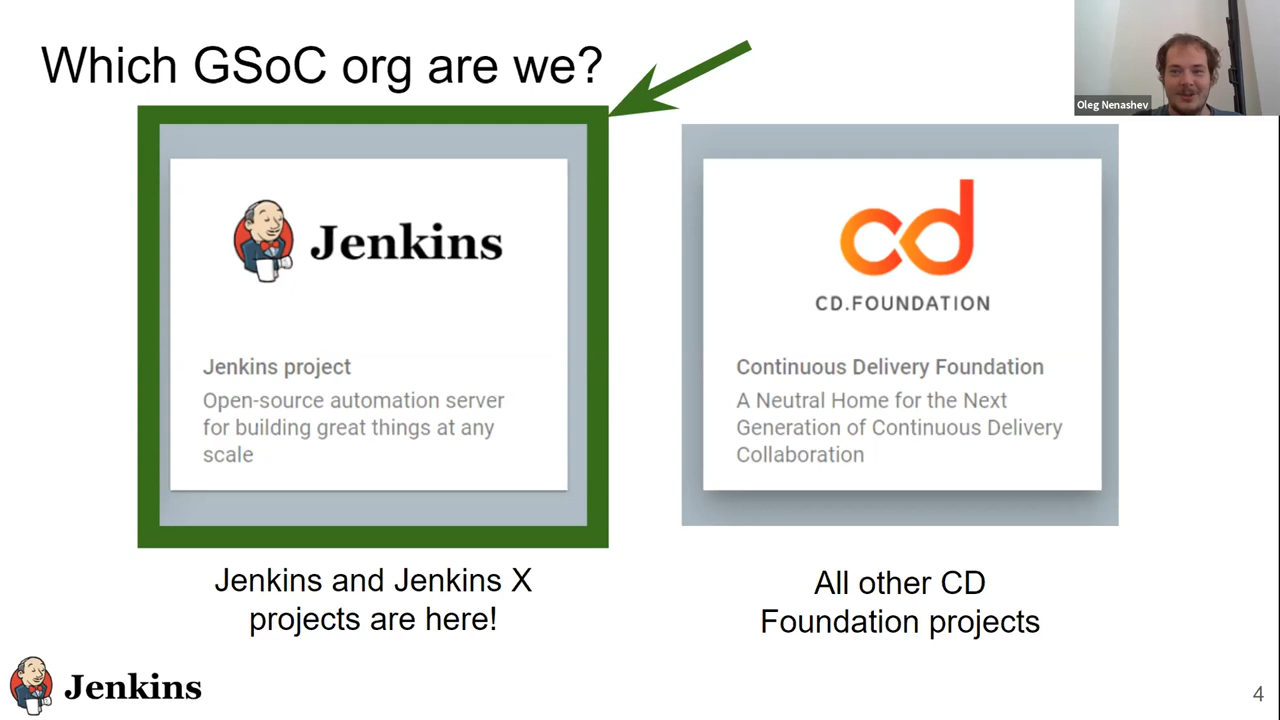 Which GSoC org are we?
Oleg Nenashev
Jenkins
Jenkins project
Open-source automation server
for building great things at any
scale
cd
CD.FOUNDATION
Continuous Delivery Foundation
A Neutral Home for the Next
Generation of Continuous Delivery
Collaboration
Jenkins and Jenkins X
projects are here!
All other CD
Foundation projects
Jenkins
4